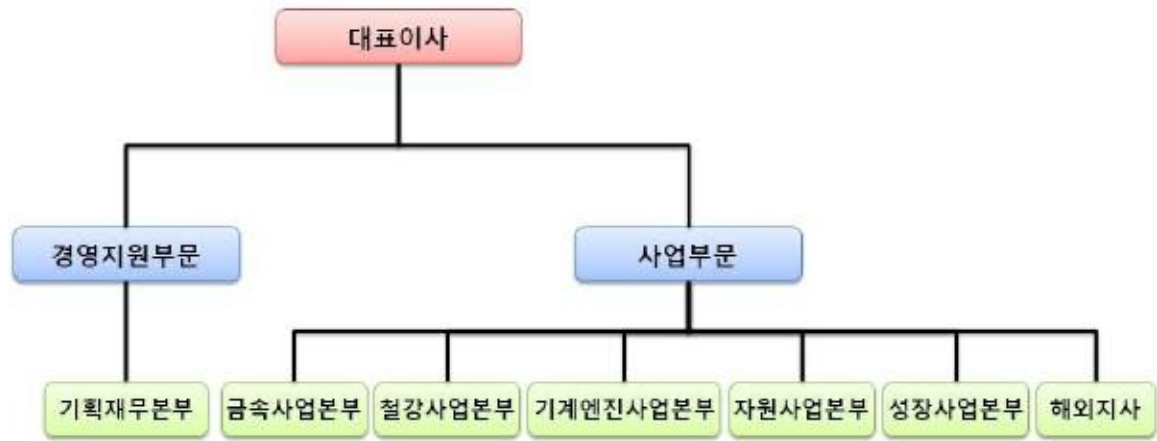 대표이사
경영지원부문
사업부문
기획재무본부
금속사업본부
철강사업본부
기계엔진사업본부
자원사업본부
성장사업본부
해외지사